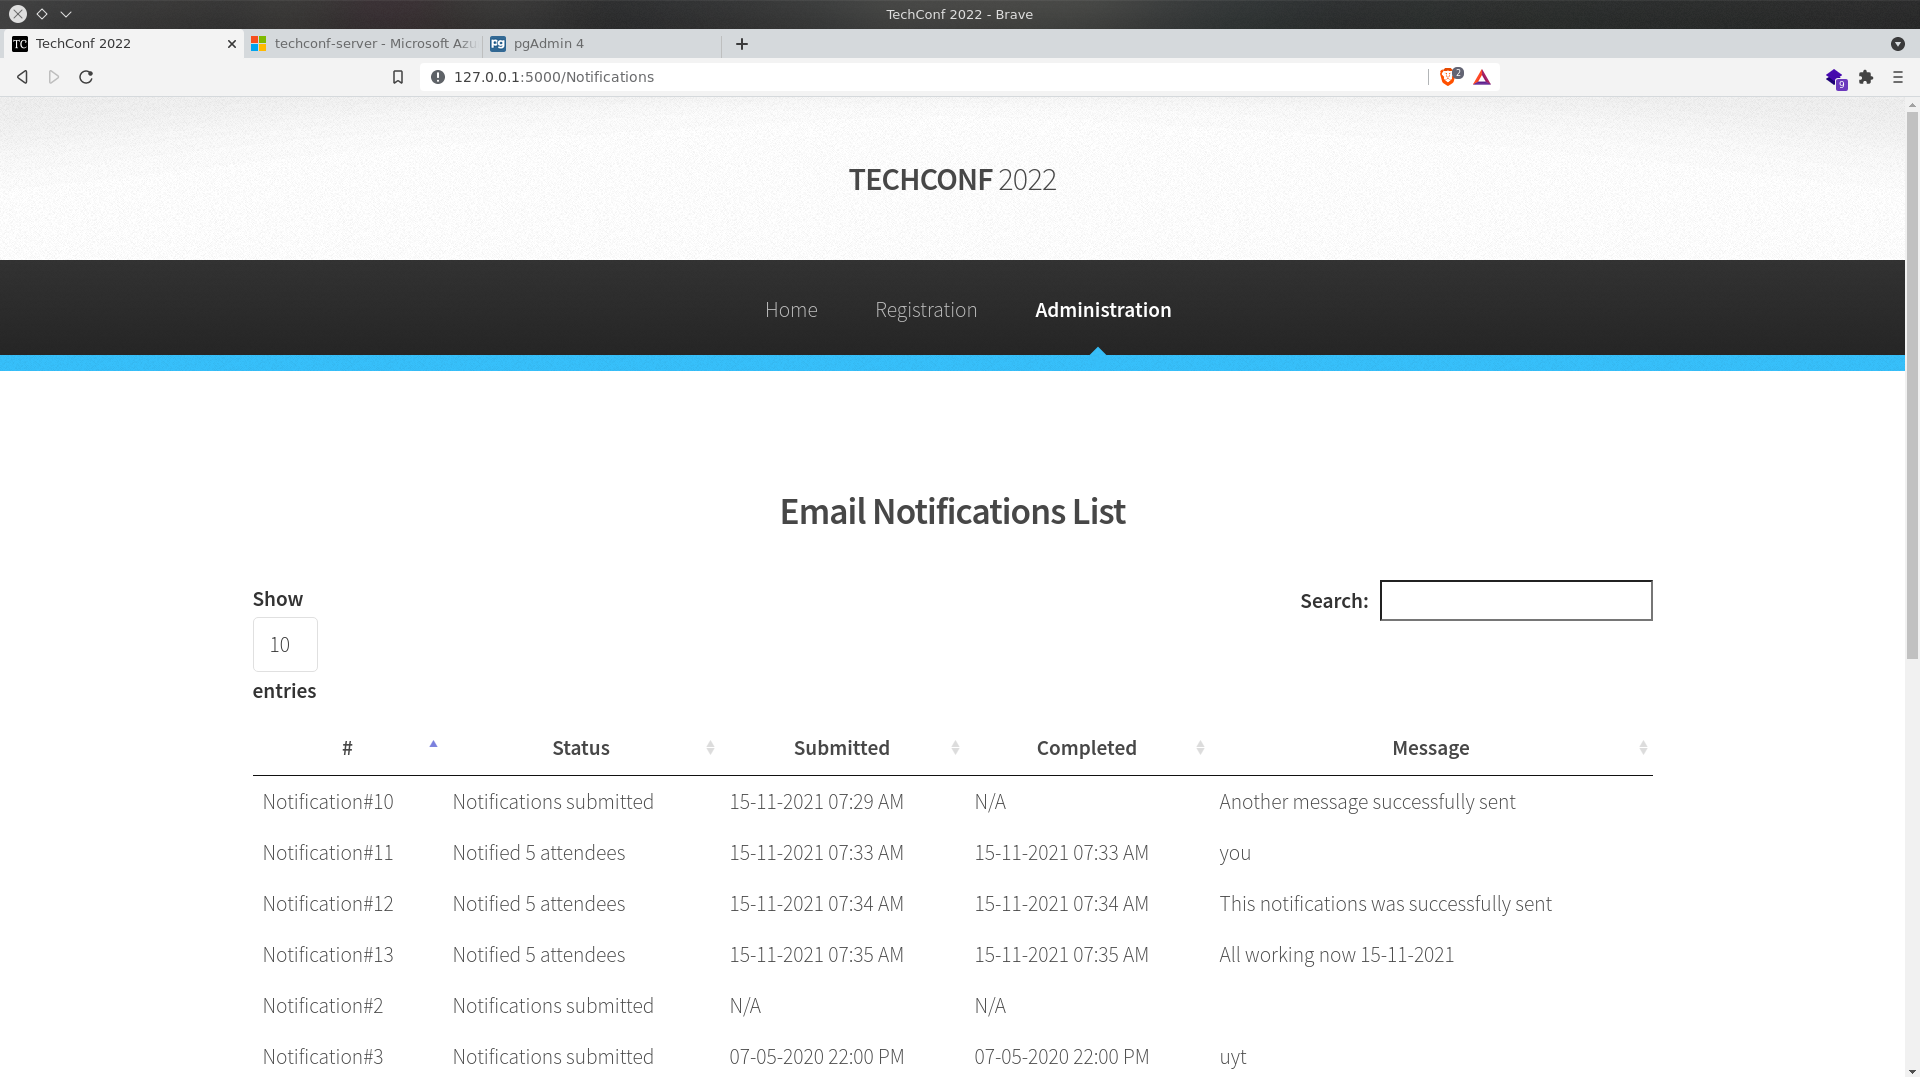 TechConf 2022 - Brave
TC TechConf 2022 techconf-server - Microsoft Azu pgAdmin 4
127.0.0.1:5000/Notifications 2 9
TECHCONF 2022
Home Registration Administration
Email Notifications List
Show
10
entries
Search:
# Status Submitted Completed Message
Notification#10 Notifications submitted 15-11-2021 07:29 AM N/A Another message successfully sent
Notification#11 Notified 5 attendees 15-11-2021 07:33 AM 15-11-2021 07:33 AM you
Notification#12 Notified 5 attendees 15-11-2021 07:34 AM 15-11-2021 07:34 AM This notifications was successfully sent
Notification#13 Notified 5 attendees 15-11-2021 07:35 AM 15-11-2021 07:35 AM All working now 15-11-2021
Notification#2 Notifications submitted N/A N/A
Notification#3 Notifications submitted 07-05-2020 22:00 PM 07-05-2020 22:00 PM uyt